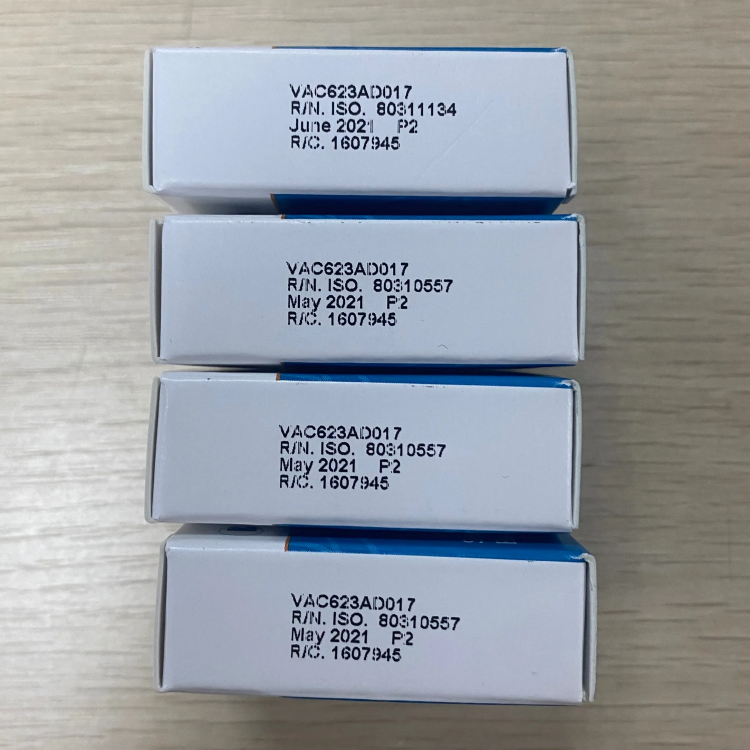 VAC623AD017
R/N. ISO. 80311134
June 2021 P2
R/C. 1607945
VAC623AD017
R/N. ISO. 80310557
May 2021 P2
R/C. 1607945
VAC623AD017
R/N. ISO. 80310557
May 2021 P2
R/C. 1607945
VAC623AD017
R/N. ISO. 80310557
May 2021 P2
R/C. 1607945